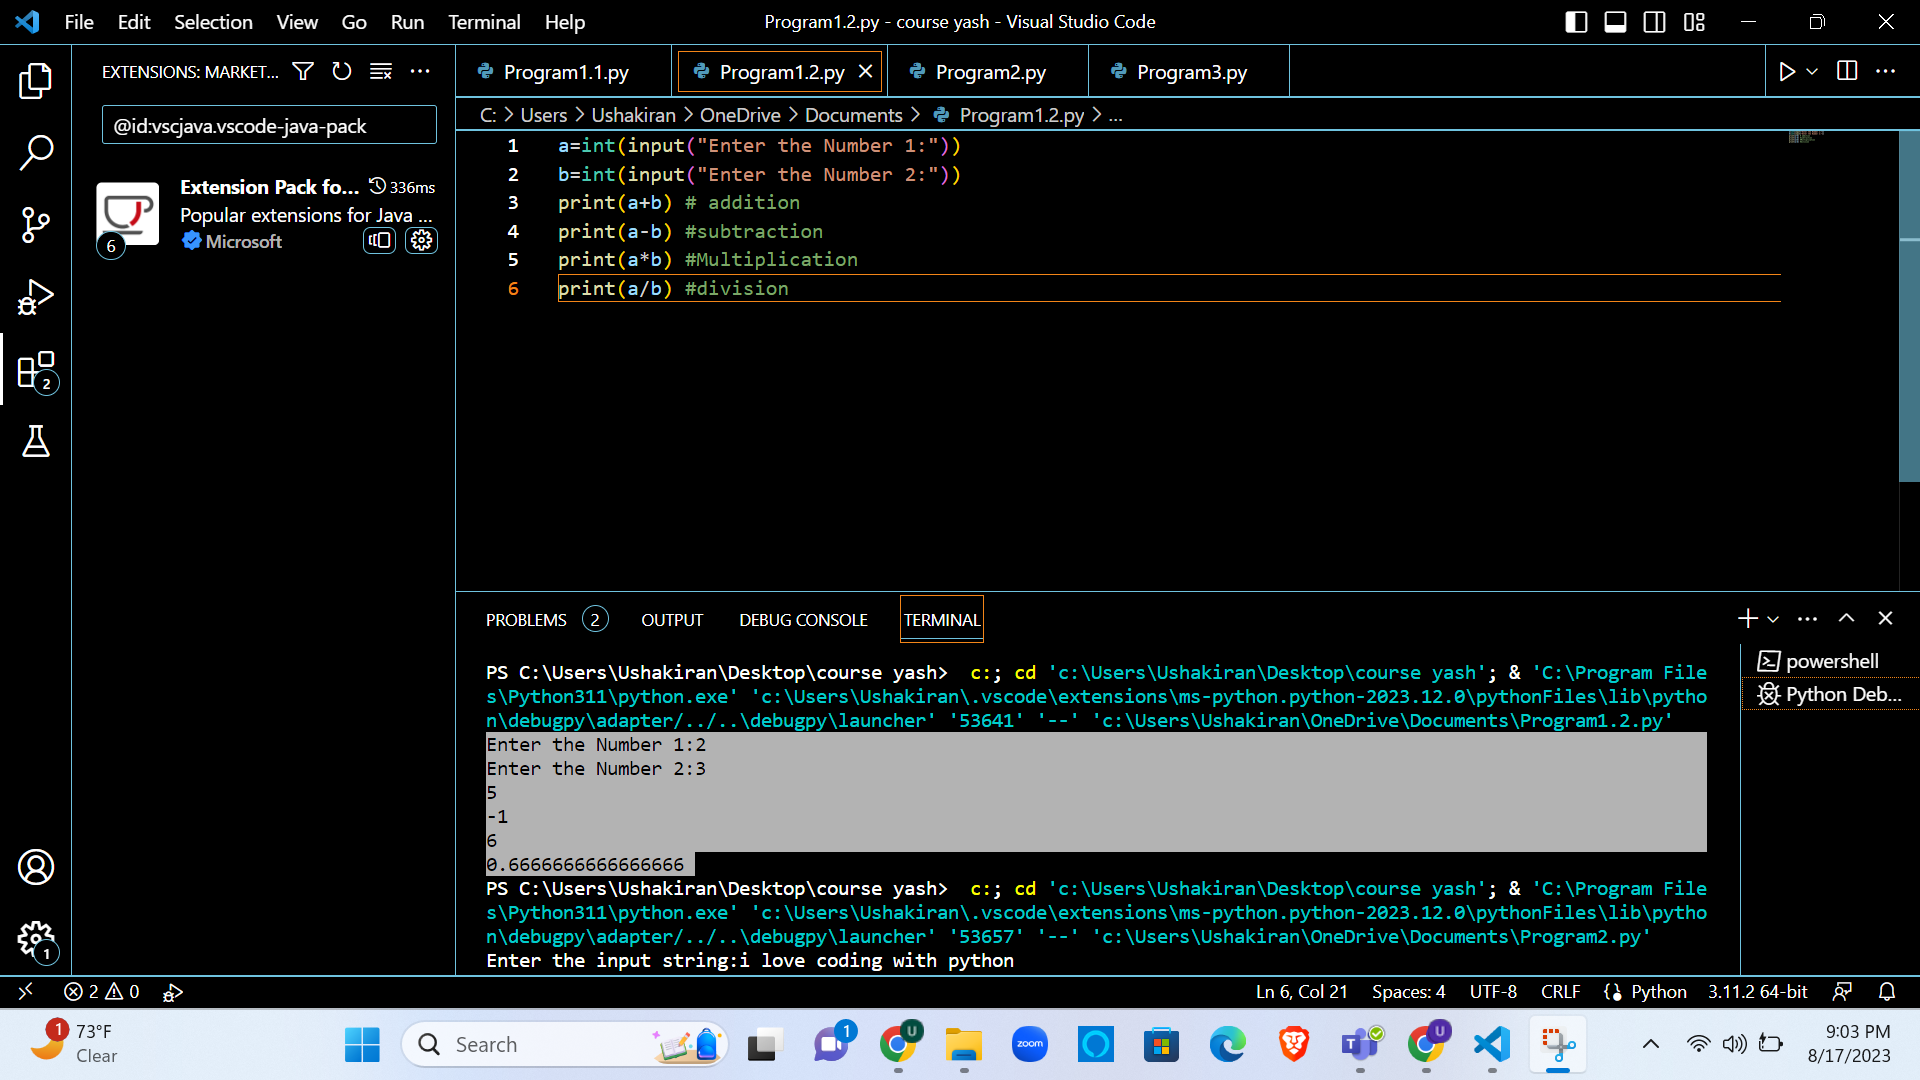 File Edit Selection View Go Run Terminal Help
Program1.2.py - course yash - Visual Studio Code
EXTENSIONS: MARKET...
@id:vscjava.vscode-java-pack
Extension Pack fo... 336ms
Popular extensions for Java ...
Microsoft
6
2
Program1.1.py Program1.2.py Program2.py Program3.py
C: > Users > Ushakiran > OneDrive > Documents > Program1.2.py > ...
1 a=int(input("Enter the Number 1:"))
2 b=int(input("Enter the Number 2:"))
3 print(a+b) # addition
4 print(a-b) #subtraction
5 print(a*b) #Multiplication
6 print(a/b) #division
PROBLEMS 2 OUTPUT DEBUG CONSOLE TERMINAL
PS C:\Users\Ushakiran\Desktop\course yash>  c:; cd 'c:\Users\Ushakiran\Desktop\course yash'; & 'C:\Program File
s\Python311\python.exe' 'c:\Users\Ushakiran\.vscode\extensions\ms-python.python-2023.12.0\pythonFiles\lib\pytho
n\debugpy\adapter/../..\debugpy\launcher' '53641' '--' 'c:\Users\Ushakiran\OneDrive\Documents\Program1.2.py'
Enter the Number 1:2
Enter the Number 2:3
5
-1
6
0.6666666666666666
PS C:\Users\Ushakiran\Desktop\course yash>  c:; cd 'c:\Users\Ushakiran\Desktop\course yash'; & 'C:\Program File
s\Python311\python.exe' 'c:\Users\Ushakiran\.vscode\extensions\ms-python.python-2023.12.0\pythonFiles\lib\pytho
n\debugpy\adapter/../..\debugpy\launcher' '53657' '--' 'c:\Users\Ushakiran\OneDrive\Documents\Program2.py'
Enter the input string:i love coding with python
powershell
Python Deb...
1
2 0
Ln 6, Col 21 Spaces: 4 UTF-8 CRLF Python 3.11.2 64-bit
1
73°F
Clear
Search
1
U
zoom
U
9:03 PM
8/17/2023